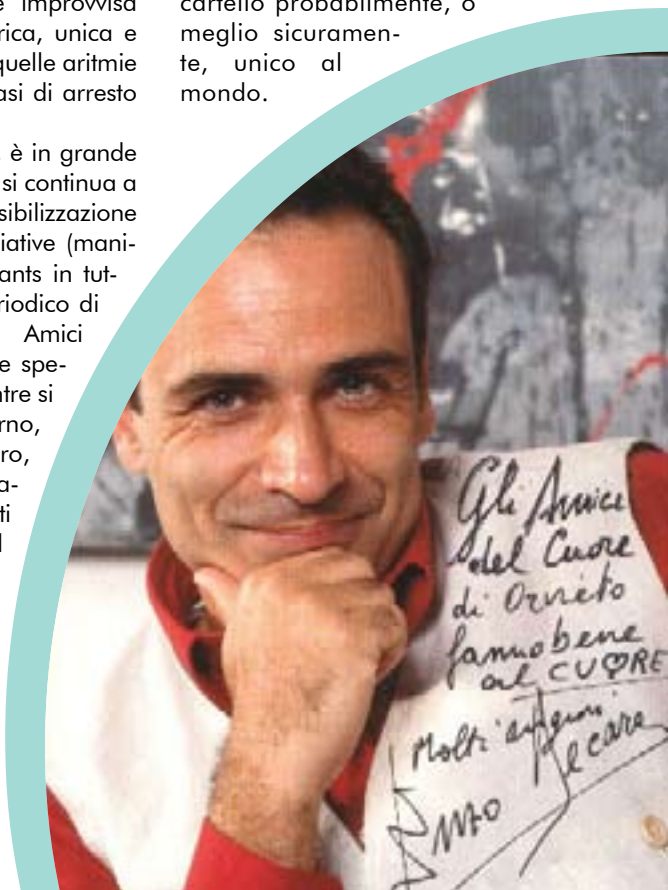 e improvvisa
rica, unica e
quelle aritmie
asi di arresto
è in grande
si continua a
sibilizzazione
iative (mani-
ants in tut-
riodico di
Amici
e spe-
ntre si
rno,
ro,
a-
ti
cartello probabilmente, o
meglio sicuramen-
te, unico al
mondo.
Gli Amici
del Cuore
di Orvieto
fanno bene
al CUORE
Molti auguri